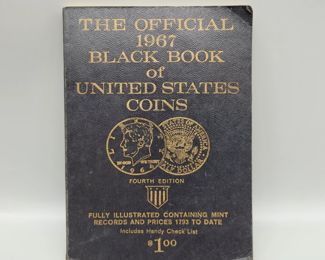 THE OFFICIAL
1967
BLACK BOOK
of
UNITED STATES
COINS
FOURTH EDITION
FULLY ILLUSTRATED CONTAINING MINT
RECORDS AND PRICES 1793 TO DATE
Includes Handy Check List
$1.00